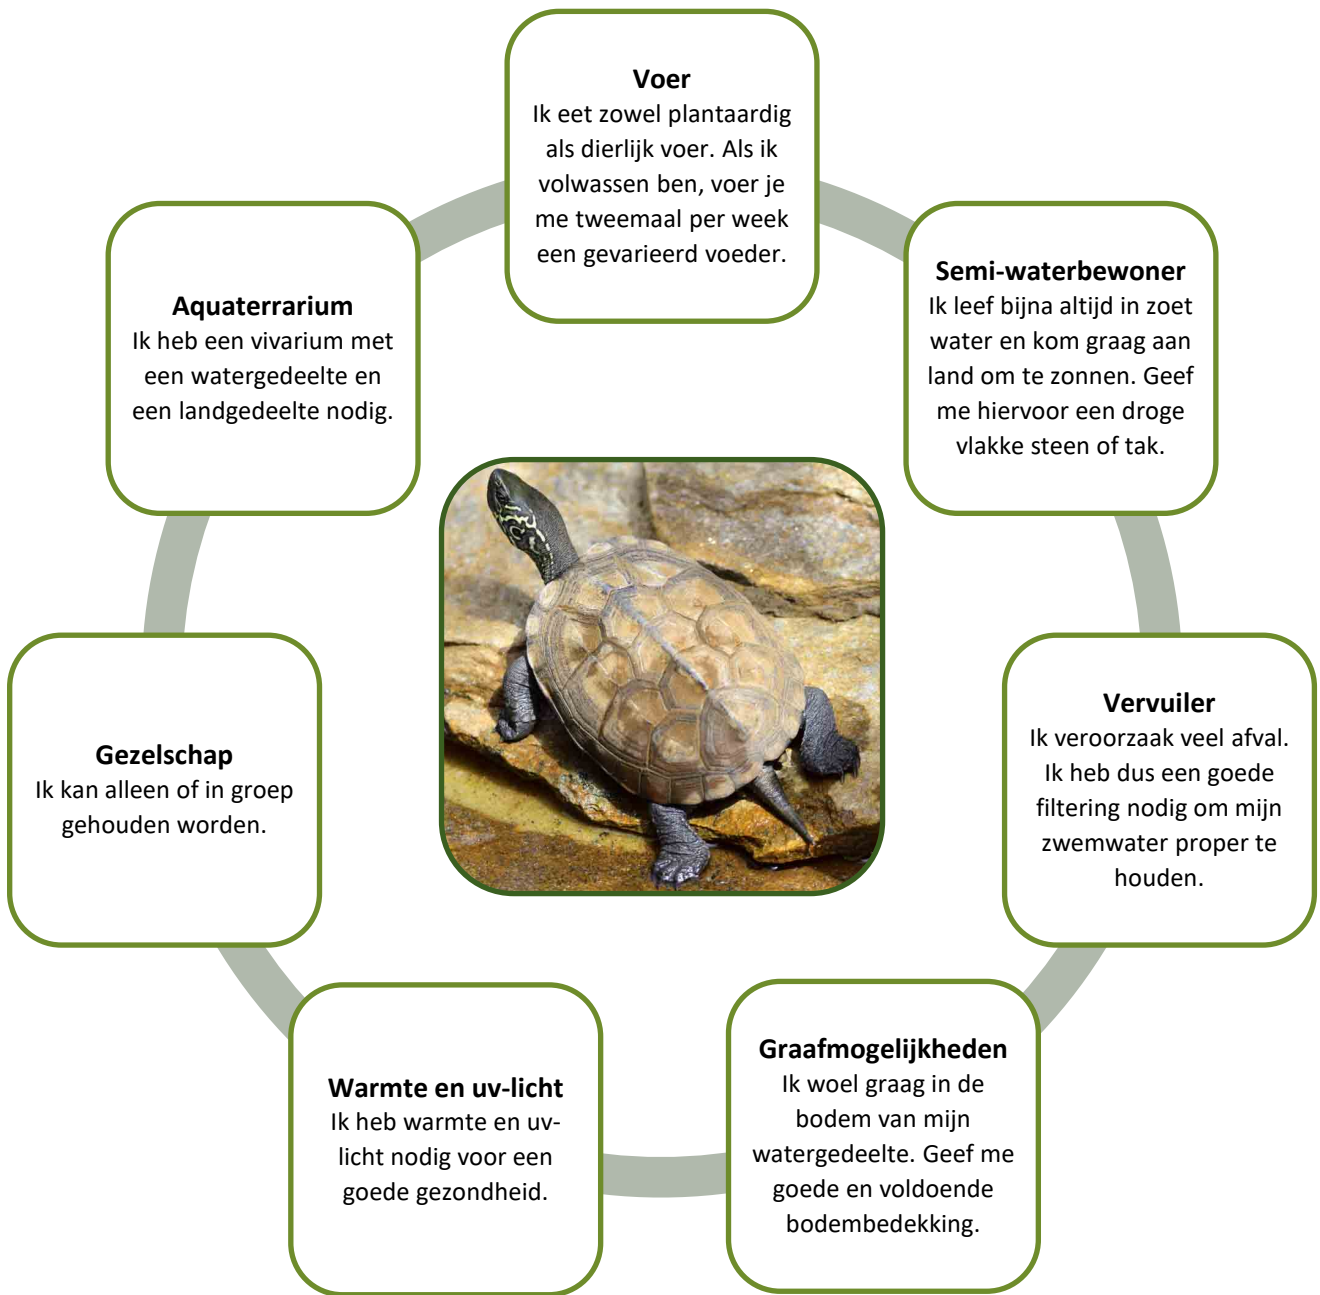 Voer
Ik eet zowel plantaardig
als dierlijk voer. Als ik
volwassen ben, voer je
me tweemaal per week
een gevarieerd voeder.
Semi-waterbewoner
Ik leef bijna altijd in zoet
water en kom graag aan
land om te zonnen. Geef
me hiervoor een droge
vlakke steen of tak.
Vervuiler
Ik veroorzaak veel afval.
Ik heb dus een goede
filtering nodig om mijn
zwemwater proper te
houden.
Graafmogelijkheden
Ik woel graag in de
bodem van mijn
watergedeelte. Geef me
goede en voldoende
bodembedekking.
Warmte en uv-licht
Ik heb warmte en uv-
licht nodig voor een
goede gezondheid.
Gezelschap
Ik kan alleen of in groep
gehouden worden.
Aquaterrarium
Ik heb een vivarium met
een watergedeelte en
een landgedeelte nodig.